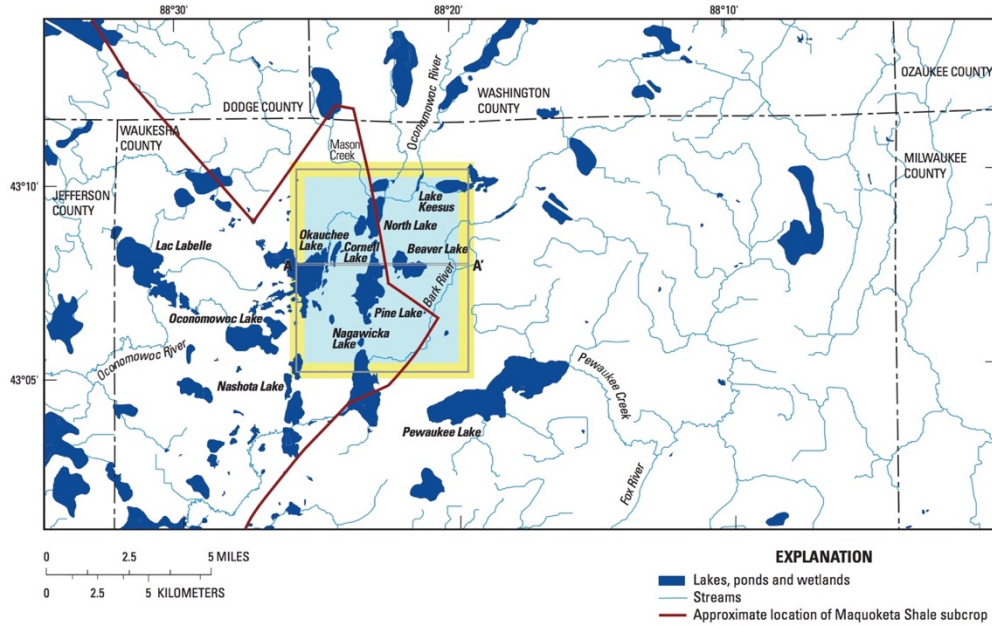 88°30'
88°20'
88°10'
OZAUKEE COUNTY
WASHINGTON
COUNTY
DODGE COUNTY
Oconomowoc River
WAUKESHA
COUNTY
Mason
Creek
MILWAUKEE
COUNTY
43°10'
JEFFERSON
COUNTY
Lake
Keesus
North Lake
Okauchee
Lake
Cornell
Lake
Beaver Lake
Lac Labelle
A
A'
Bark River
Pine Lake
Oconomowoc Lake
Nagawicka
Lake
Oconomowoc River
43°05'
Nashota Lake
Pewaukee Creek
Pewaukee Lake
Fox River
0 2.5 5 MILES
0 2.5 5 KILOMETERS
EXPLANATION
Lakes, ponds and wetlands
Streams
Approximate location of Maquoketa Shale subcrop